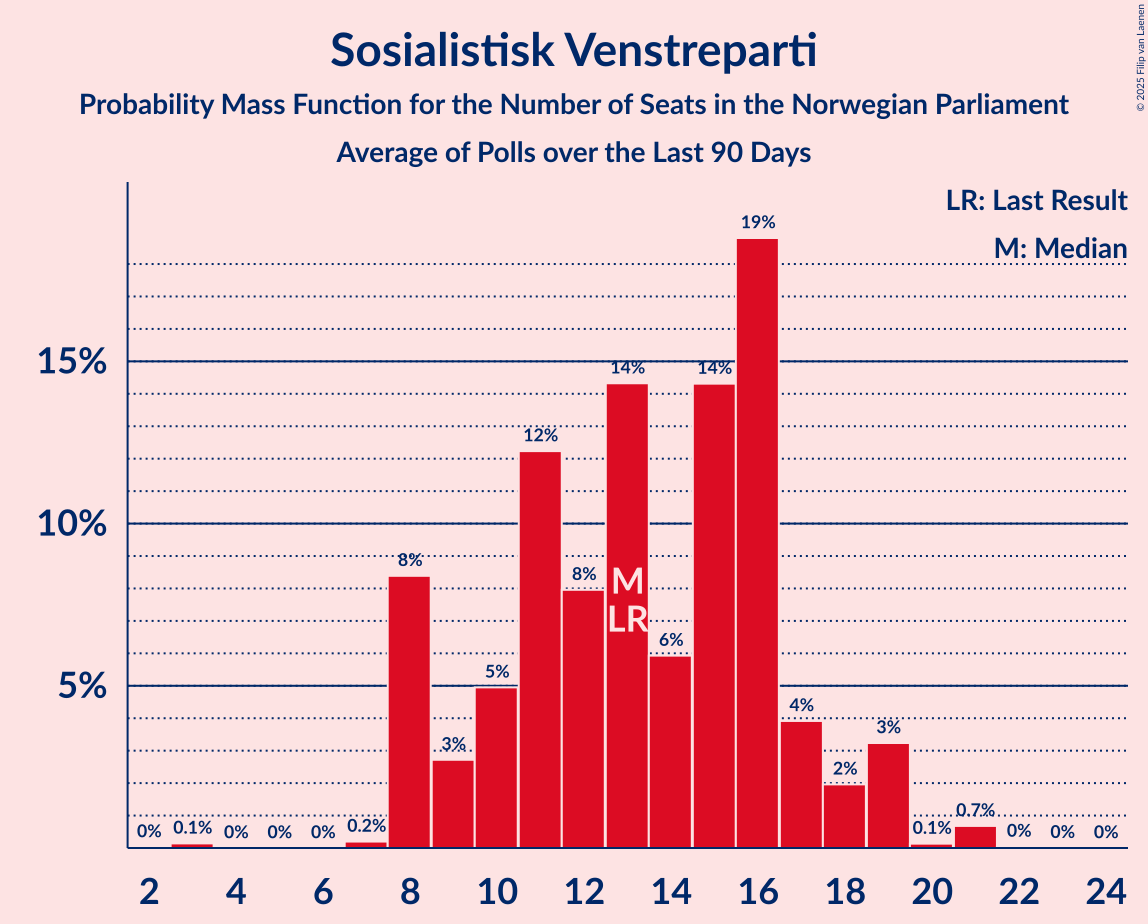 Sosialistisk Venstreparti
Probability Mass Function for the Number of Seats in the Norwegian Parliament
Average of Polls over the Last 90 Days
© 2025 Filip van Laenen
LR: Last Result
M: Median
15%
10%
5%
0%
0.1%
0%
0%
0%
0.2%
8%
3%
5%
12%
8%
14%
6%
14%
19%
4%
2%
3%
0.1%
0.7%
0%
0%
0%
M
LR
2 4 6 8 10 12 14 16 18 20 22 24